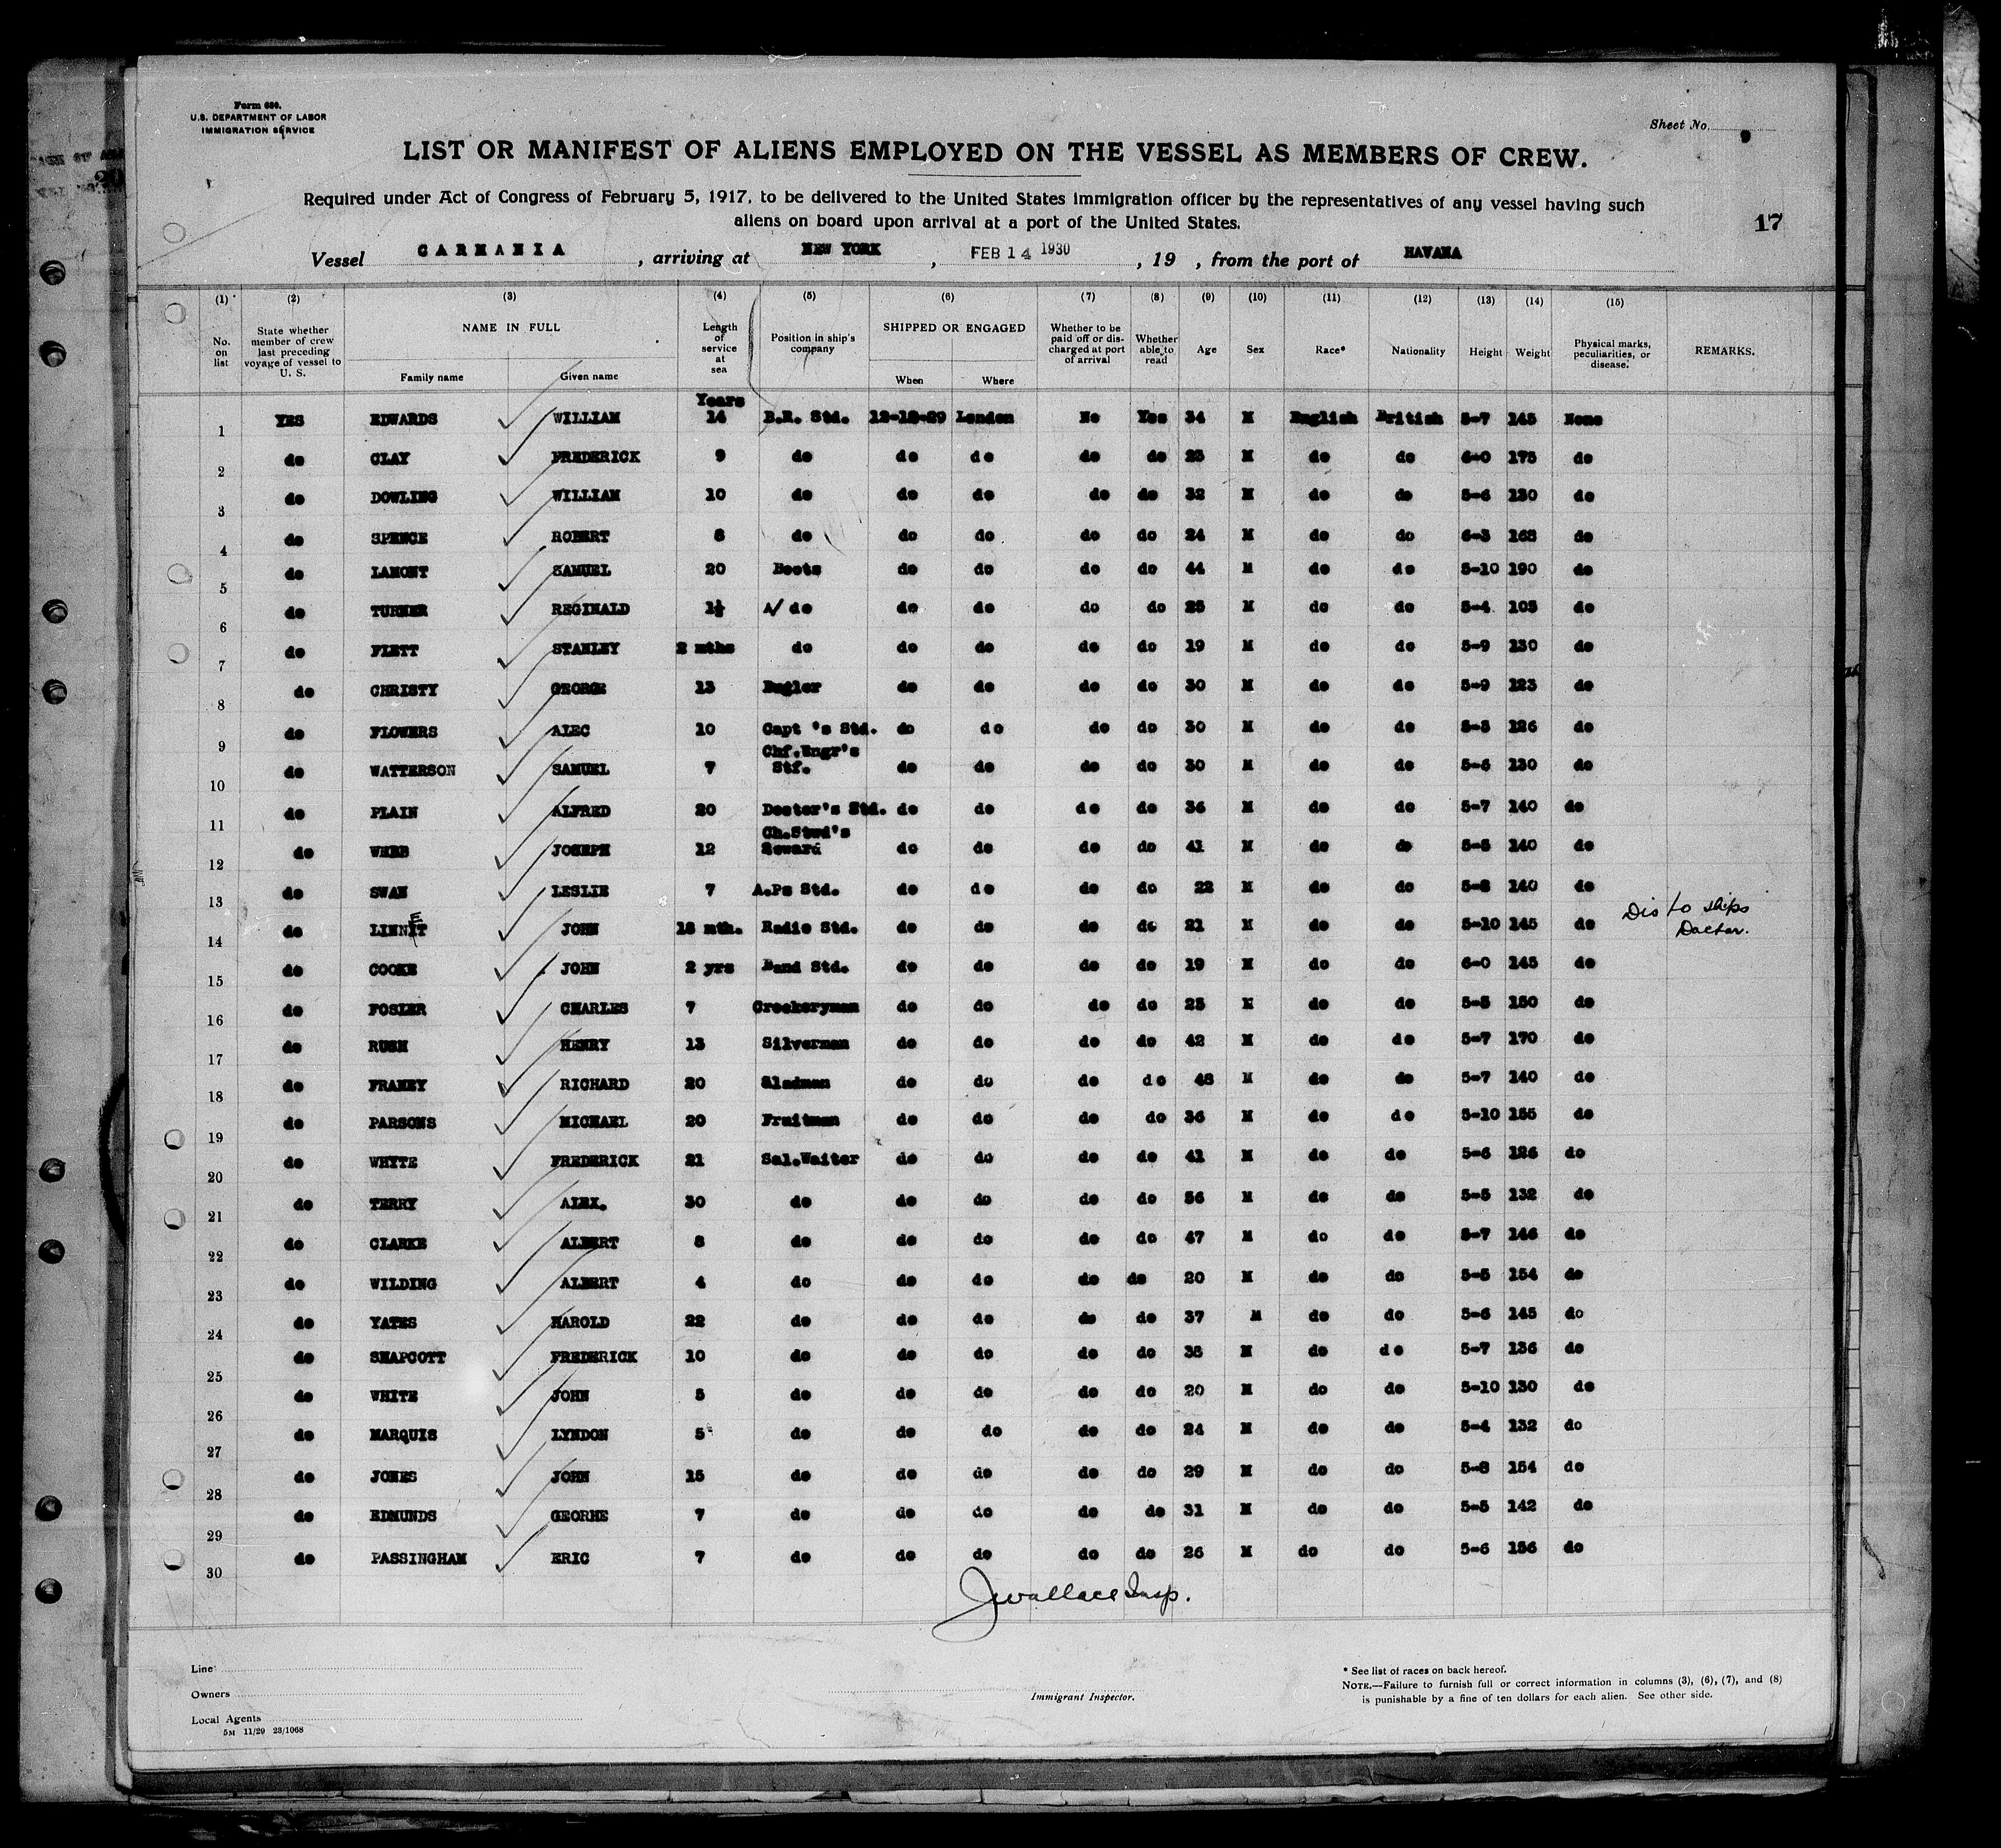 Form 680.
U.S. DEPARTMENT OF LABOR
IMMIGRATION SERVICE
Sheet No. 9
LIST OR MANIFEST OF ALIENS EMPLOYED ON THE VESSEL AS MEMBERS OF CREW.
Required under Act of Congress of February 5, 1917, to be delivered to the United States immigration officer by the representatives of any vessel having such
aliens on board upon arrival at a port of the United States.
17
Vessel CARMANIA, arriving at NEW YORK, FEB 14 1930, 19 , from the port of HAVANA
(1) (2) (3) (4) (5) (6) (7) (8) (9) (10) (11) (12) (13) (14) (15)
No. on list State whether member of crew last preceding voyage of vessel to U. S. NAME IN FULL Family name Given name Length of service at sea Position in ship's company SHIPPED OR ENGAGED When Where Whether to be paid off or discharged at port of arrival Whether able to read Age Sex Race* Nationality Height Weight Physical marks, peculiarities, or disease. REMARKS.
Years
1 YES EDWARDS WILLIAM 14 B.R. Std. 12-18-29 London No Yes 34 M English British 5-7 145 None
2 do CLAY FREDERICK 9 do do do do do 23 M do do 6-0 175 do
3 do DOWLING WILLIAM 10 do do do do do 32 M do do 5-6 130 do
4 do SPENCE ROBERT 8 do do do do do 24 M do do 6-3 168 do
5 do LAMONT SAMUEL 20 Boots do do do do 44 M do do 5-10 190 do
6 do TURNER REGINALD 1½ A/ do do do do do 25 M do do 5-4 105 do
7 do FLETT STANLEY 2 mths do do do do do 19 M do do 5-9 130 do
8 do CHRISTY GEORGE 13 Bugler do do do do 30 M do do 5-9 123 do
9 do FLOWERS ALEC 10 Capt 's Std. do do do do 30 M do do 5-5 126 do
10 do WATTERSON SAMUEL 7 Chf.Engr's Stf. do do do do 30 M do do 5-6 130 do
11 do PLAIN ALFRED 20 Docter's Std. do do do do 36 M do do 5-7 140 do
12 do WEBB JOSEPH 12 Ch.Stwd's Seward do do do do 41 M do do 5-5 140 do
13 do SWAN LESLIE 7 A.Ps Std. do do do do 22 M do do 5-8 140 do
14 do LINNET JOHN 18 mth. Radio Std. do do do do 21 M do do 5-10 145 do Dis to ships Doctor.
15 do COOKE JOHN 2 yrs Band Std. do do do do 19 M do do 6-0 145 do
16 do FOSLER CHARLES 7 Crockeryman do do do do 23 M do do 5-5 150 do
17 do RUSH HENRY 13 Silverman do do do do 42 M do do 5-7 170 do
18 do FRANEY RICHARD 20 Sladman do do do do 48 M do do 5-7 140 do
19 do PARSONS MICHAEL 20 Fruitman do do do do 36 M do do 5-10 155 do
20 do WHYTE FREDERICK 21 Sal.Waiter do do do do 41 M do do 5-6 126 do
21 do TERRY ALEX. 30 do do do do do 56 M do do 5-5 132 do
22 do CLARKE ALBERT 8 do do do do do 47 M do do 5-7 146 do
23 do WILDING ALBERT 4 do do do do do 20 M do do 5-5 154 do
24 do YATES HAROLD 22 do do do do do 37 M do do 5-6 145 do
25 do SHAPCOTT FREDERICK 10 do do do do do 38 M do do 5-7 136 do
26 do WHITE JOHN 5 do do do do do 20 M do do 5-10 130 do
27 do MARQUIS LYNDON 5 do do do do do 24 M do do 5-4 132 do
28 do JONES JOHN 15 do do do do do 29 M do do 5-8 154 do
29 do EDMUNDS GEORHE 7 do do do do do 31 M do do 5-5 142 do
30 do PASSINGHAM ERIC 7 do do do do do 26 M do do 5-6 156 do
J Wallace Insp.
Line
Owners
Local Agents
5M 11/29 23/1068
Immigrant Inspector.
* See list of races on back hereof.
NOTE.—Failure to furnish full or correct information in columns (3), (6), (7), and (8)
is punishable by a fine of ten dollars for each alien. See other side.